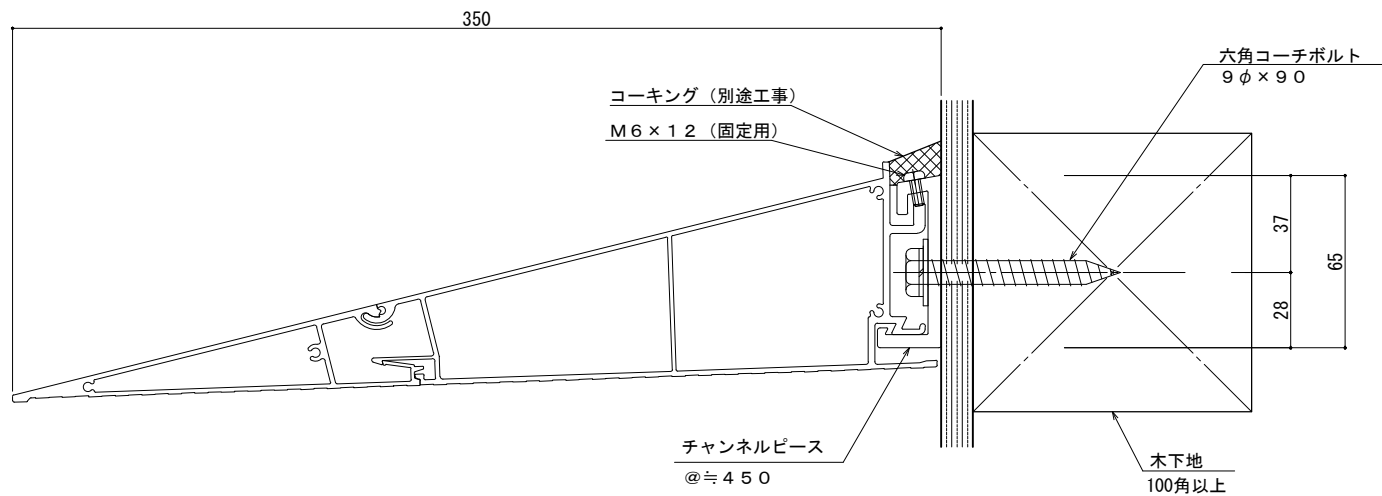 350
六角コーチボルト
９φ×９０
コーキング（別途工事）
Ｍ６×１２（固定用）
37
65
28
チャンネルピース
＠≒４５０
木下地
100角以上